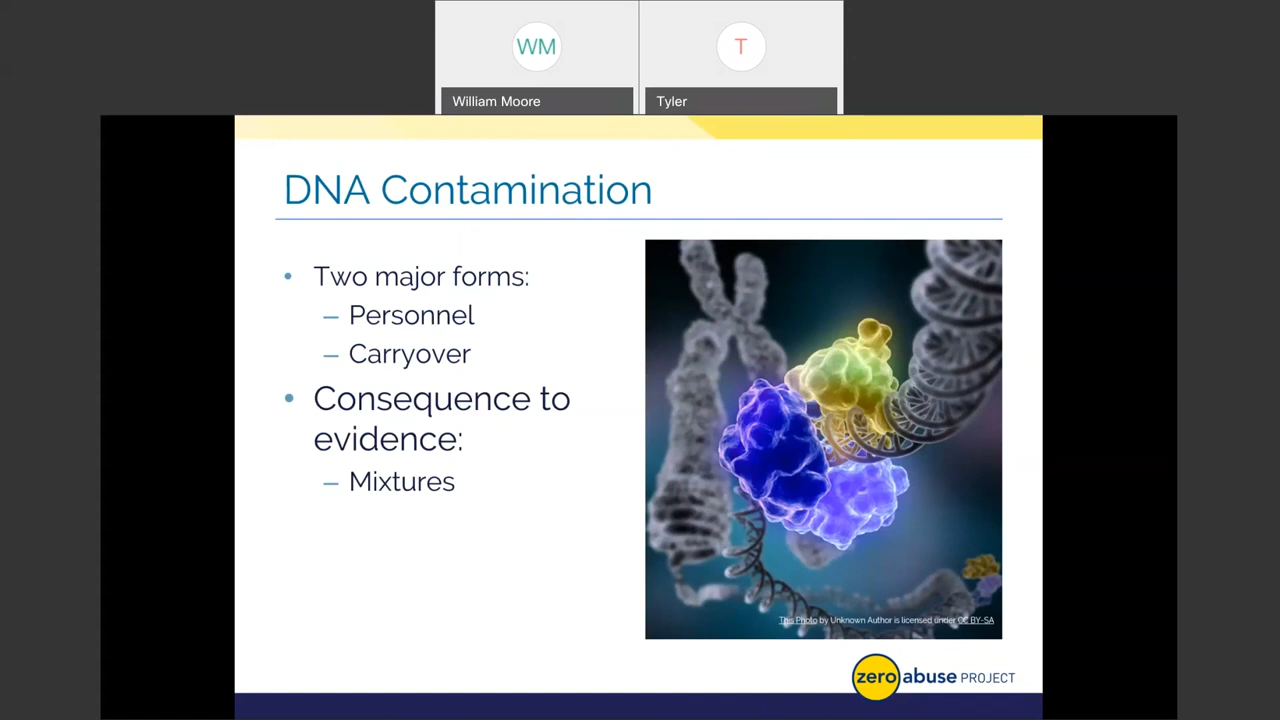 WM
T
William Moore
Tyler
DNA Contamination
• Two major forms:
– Personnel
– Carryover
• Consequence to
evidence:
– Mixtures
This Photo by Unknown Author is licensed under CC BY-SA
zero abuse PROJECT